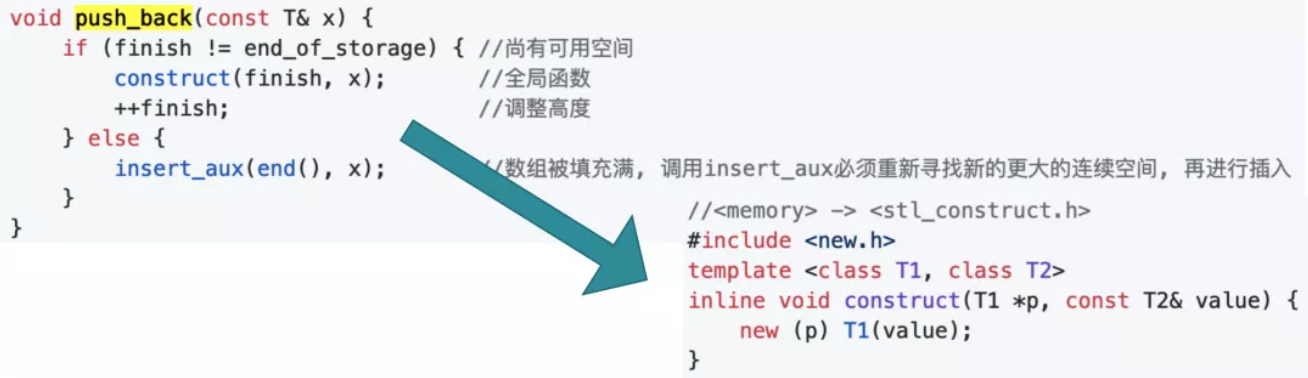 void push_back(const T& x) {
    if (finish != end_of_storage) { //尚有可用空间
        construct(finish, x);       //全局函数
        ++finish;                   //调整高度
    } else {
        insert_aux(end(), x);       //数组被填充满, 调用insert_aux必须重新寻找新的更大的连续空间, 再进行插入
    }
}
//<memory> -> <stl_construct.h>
#include <new.h>
template <class T1, class T2>
inline void construct(T1 *p, const T2& value) {
    new (p) T1(value);
}